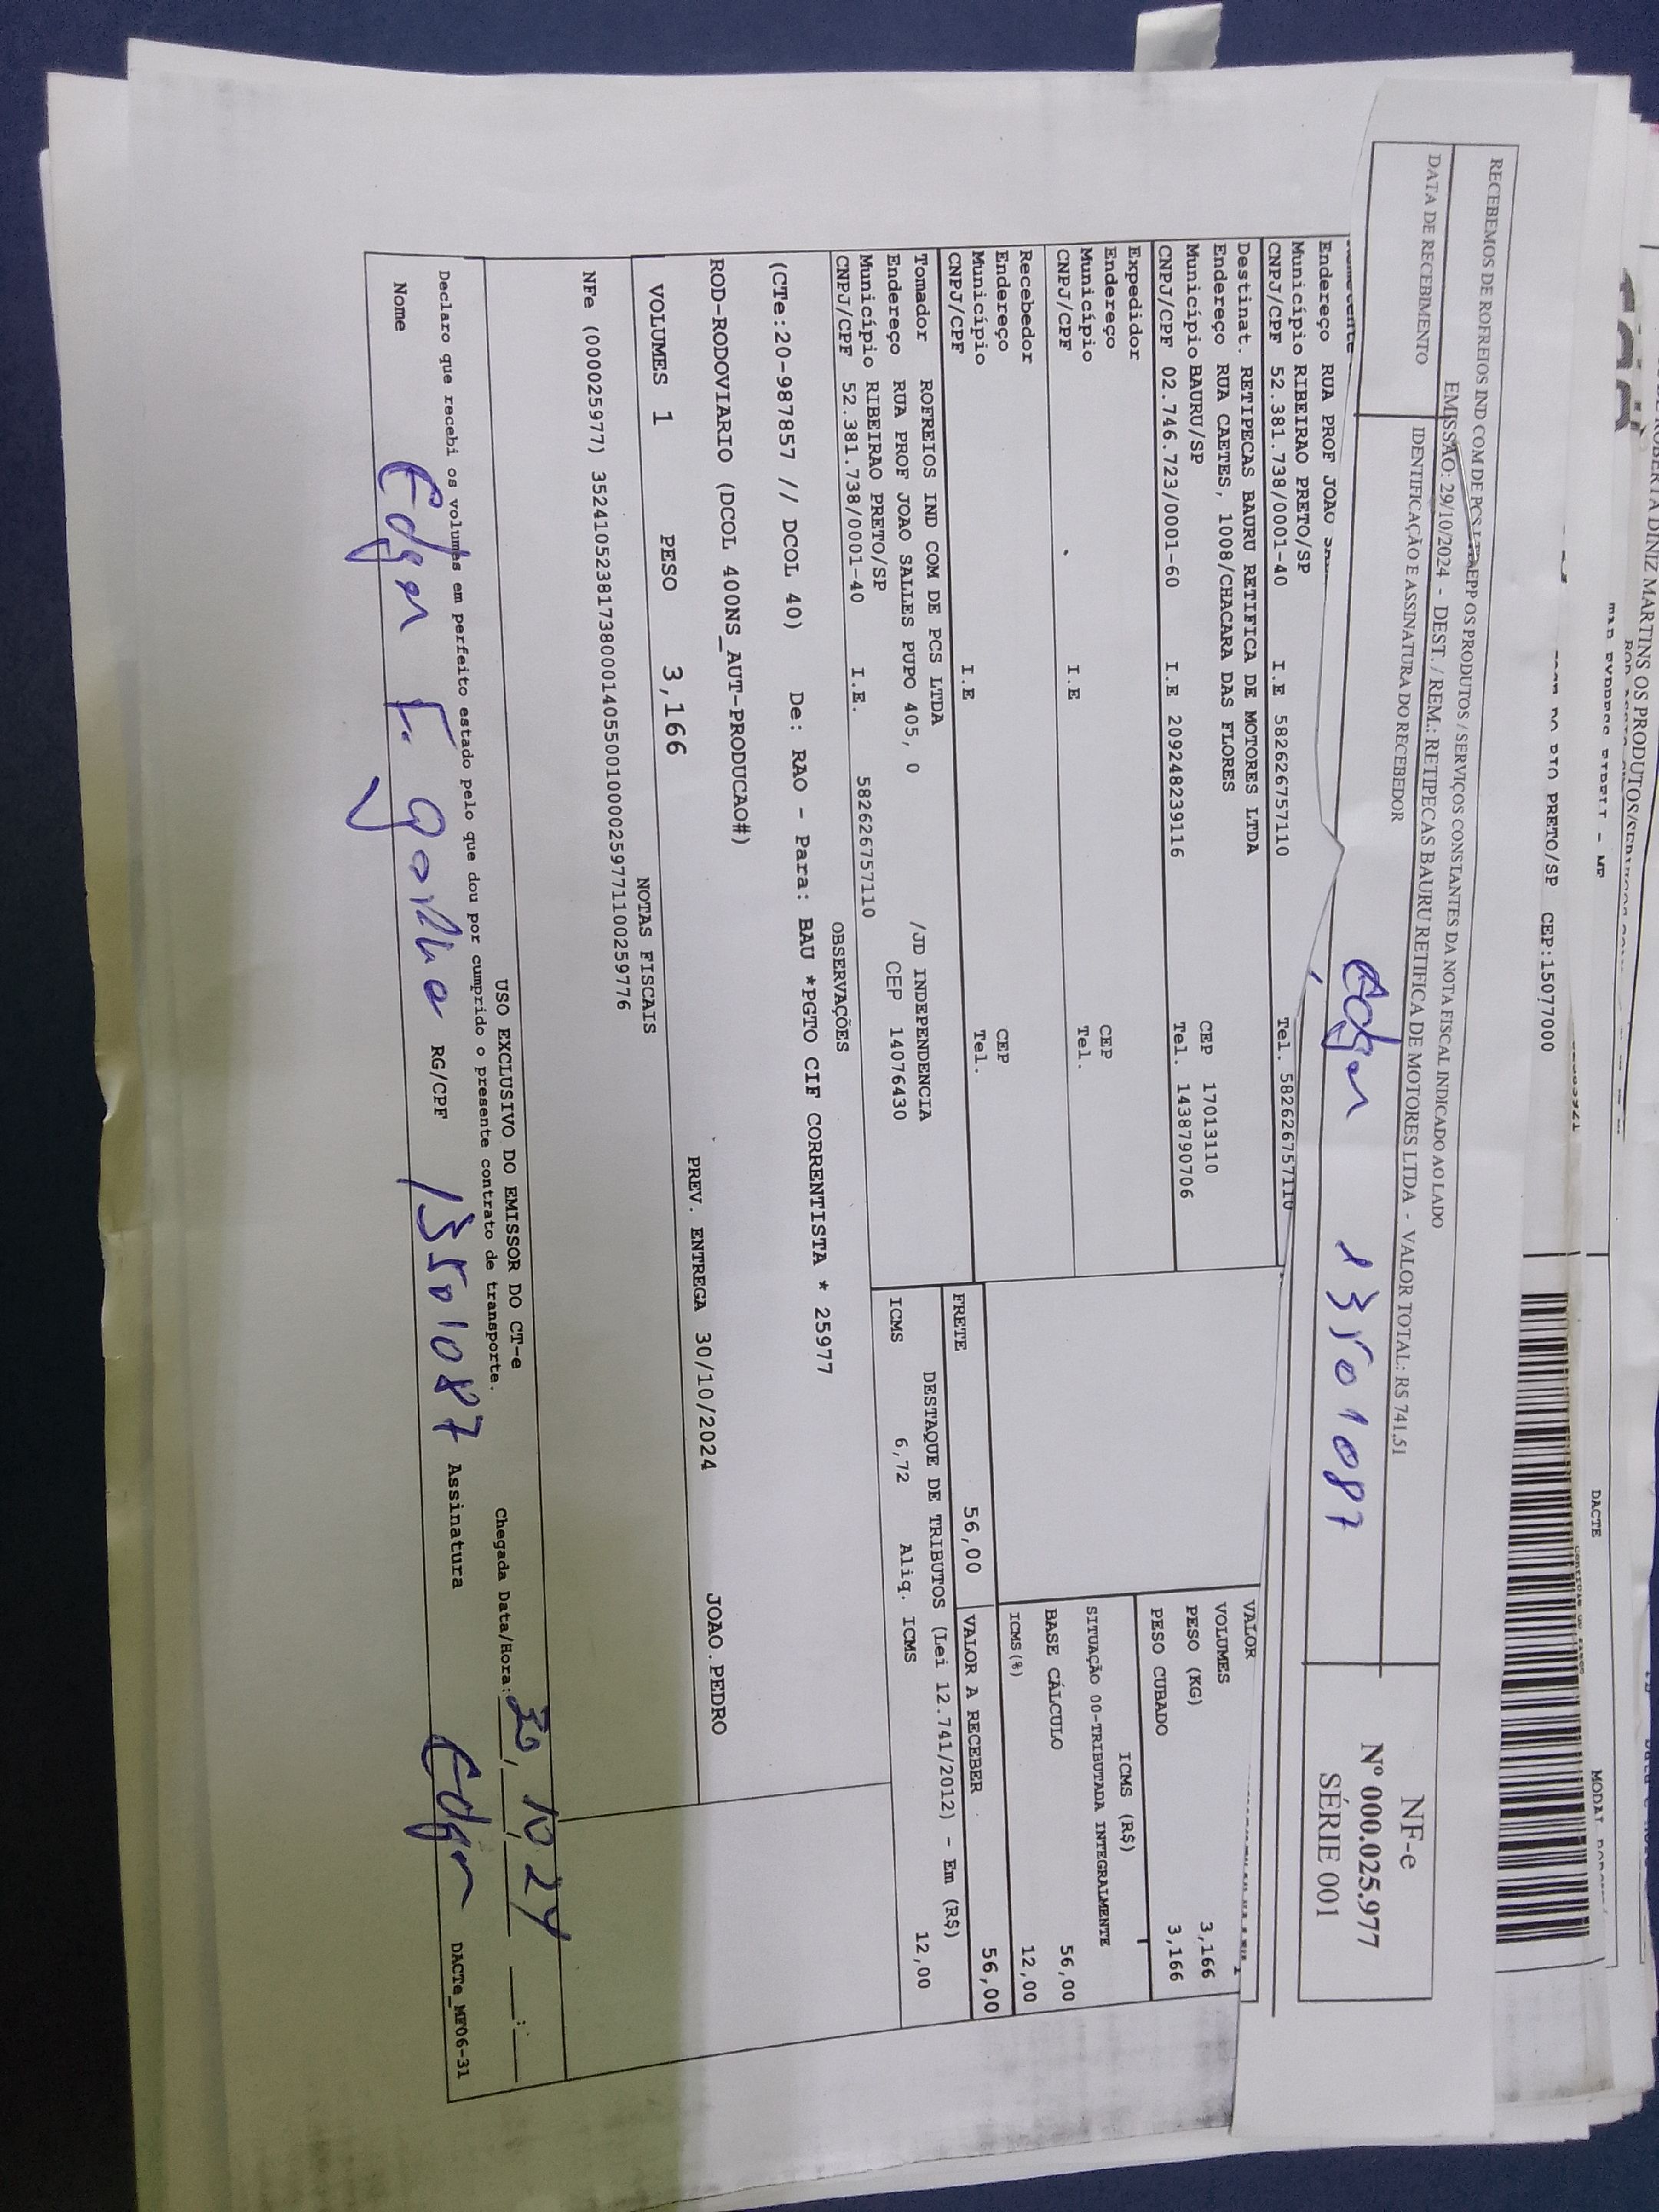 RECEBEMOS DE ROFREIOS IND COM DE PCS LTDA EPP OS PRODUTOS / SERVIÇOS CONSTANTES DA NOTA FISCAL INDICADO AO LADO
EMISSÃO: 29/10/2024 - DEST. / REM.: RETIPECAS BAURU RETIFICA DE MOTORES LTDA - VALOR TOTAL: R$ 741.51
DATA DE RECEBIMENTO
IDENTIFICAÇÃO E ASSINATURA DO RECEBEDOR
Edgar 13501087
NF-e
Nº 000.025.977
SÉRIE 001
DACTE
PRETO/SP CEP:15077000
Endereço RUA PROF JOAO
Município RIBEIRAO PRETO/SP
CNPJ/CPF 52.381.738/0001-40 I.E 582626757110 Tel. 582626757110
Destinat. RETIPECAS BAURU RETIFICA DE MOTORES LTDA
Endereço RUA CAETES, 1008/CHACARA DAS FLORES
Município BAURU/SP CEP 17013110
CNPJ/CPF 02.746.723/0001-60 I.E 209248239116 Tel. 1438790706
Expedidor
Endereço
Município CEP
CNPJ/CPF I.E Tel.
Recebedor
Endereço
Município CEP
CNPJ/CPF I.E Tel.
Tomador ROFREIOS IND COM DE PCS LTDA
Endereço RUA PROF JOAO SALLES PUPO 405, 0 /JD INDEPENDENCIA
Município RIBEIRAO PRETO/SP CEP 14076430
CNPJ/CPF 52.381.738/0001-40 I.E. 582626757110
VALOR
VOLUMES
PESO (KG) 3,166
PESO CUBADO 3,166
ICMS (R$)
SITUAÇÃO 00-TRIBUTADA INTEGRALMENTE
BASE CÁLCULO 56,00
ICMS(%) 12,00
FRETE 56,00 VALOR A RECEBER 56,00
DESTAQUE DE TRIBUTOS (Lei 12.741/2012) - Em (R$)
ICMS 6,72 Aliq. ICMS 12,00
OBSERVAÇÕES
(CTe:20-987857 // DCOL 40) De: RAO - Para: BAU *PGTO CIF CORRENTISTA * 25977
ROD-RODOVIARIO (DCOL 400NS_AUT-PRODUCAO#)
PREV. ENTREGA 30/10/2024 JOAO.PEDRO
VOLUMES 1 PESO 3,166
NOTAS FISCAIS
NFe (000025977) 35241052381738000140550010000259771100259776
USO EXCLUSIVO DO EMISSOR DO CT-e
Declaro que recebi os volumes em perfeito estado pelo que dou por cumprido o presente contrato de transporte.
Chegada Data/Hora: 30/10/24
Nome Edgar F. RG/CPF 13501087 Assinatura Edgar DACTe_MF06-31